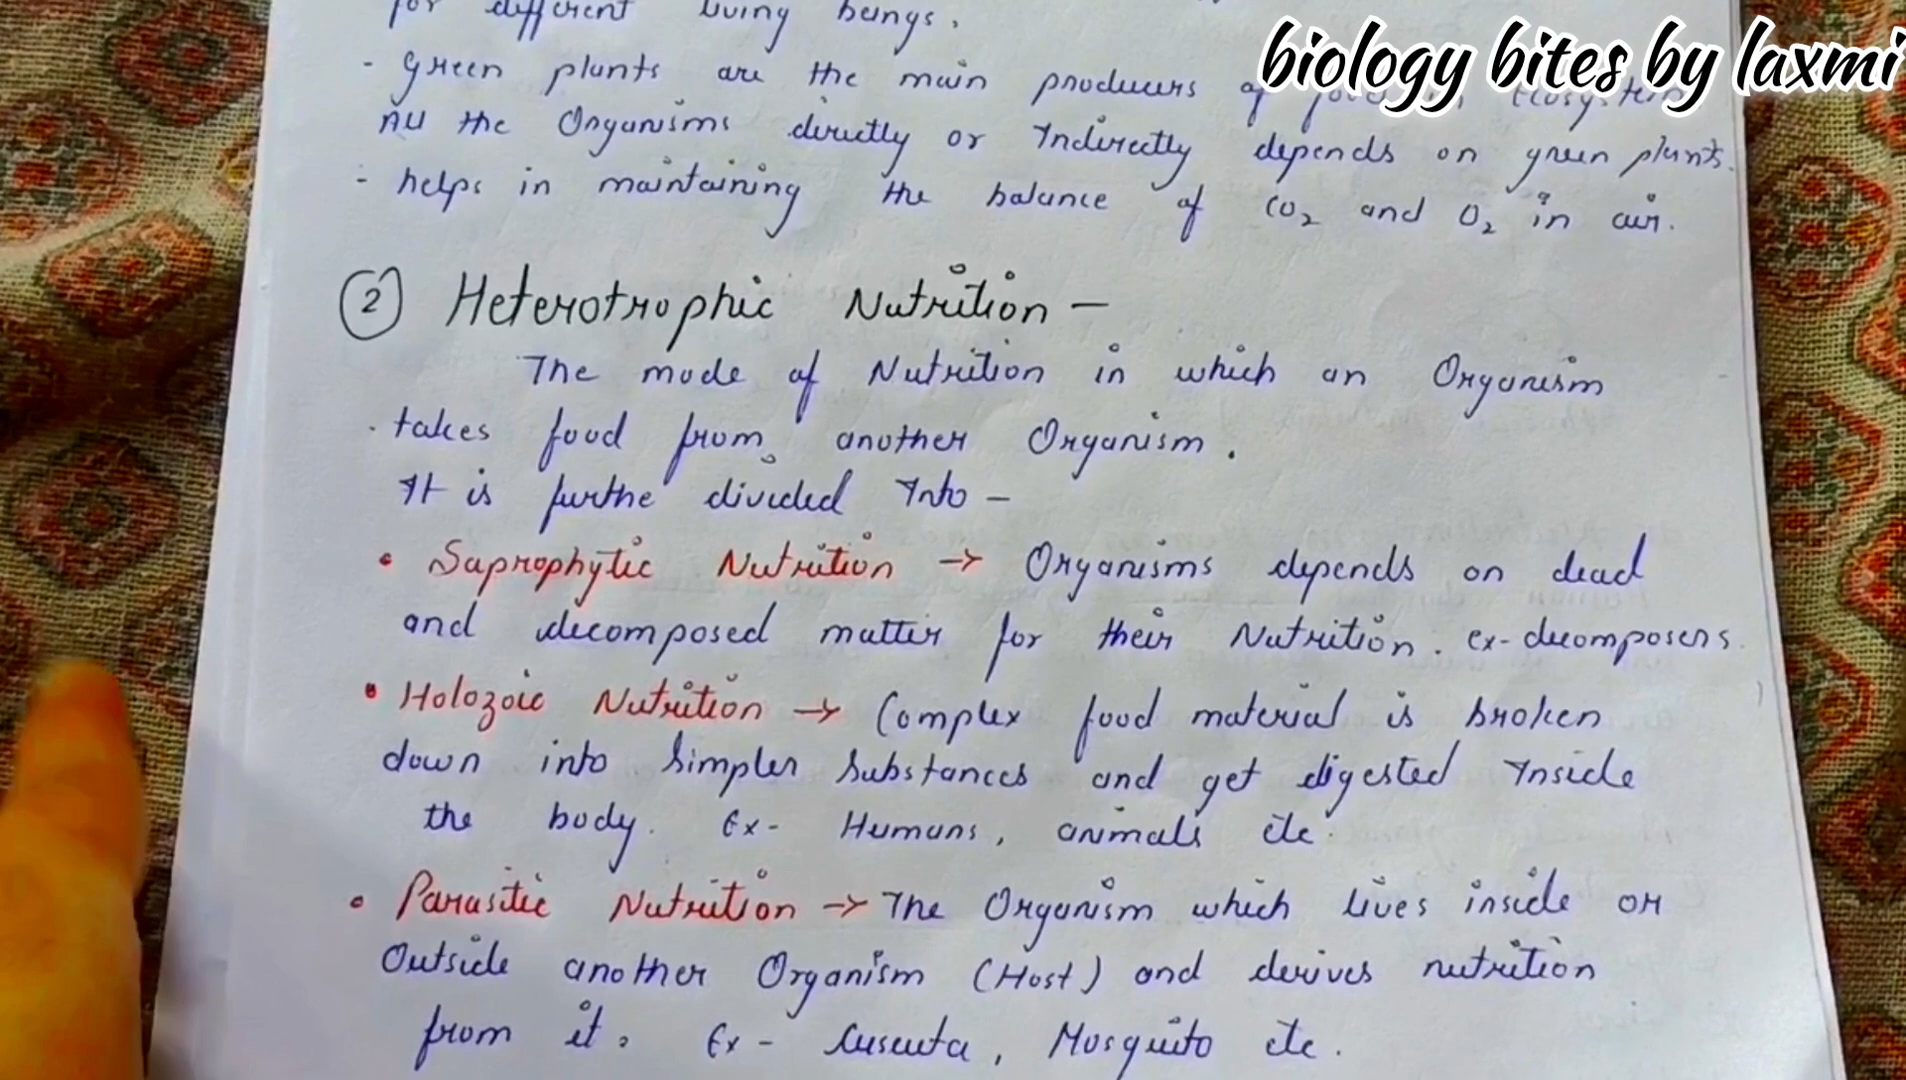 for different living beings.
biology bites by laxmi
- Green plants are the main producers of food in Ecosystem
All the Organisms directly or Indirectly depends on green plants.
- helps in maintaining the balance of CO2 and O2 in air.
2 Heterotrophic Nutrition -
The mode of Nutrition in which an Organism
takes food from another Organism.
It is furthe divided Into -
• Saprophytic Nutrition → Organisms depends on dead
and decomposed matter for their Nutrition. ex- decomposers.
• Holozoic Nutrition → Complex food material is broken
down into Simpler Substances and get digested Inside
the body. Ex- Humans, animals etc.
• Parasitic Nutrition → The Organism which lives inside or
Outside another Organism (Host) and derives nutrition
from it. Ex - Cuscuta, Mosquito etc.